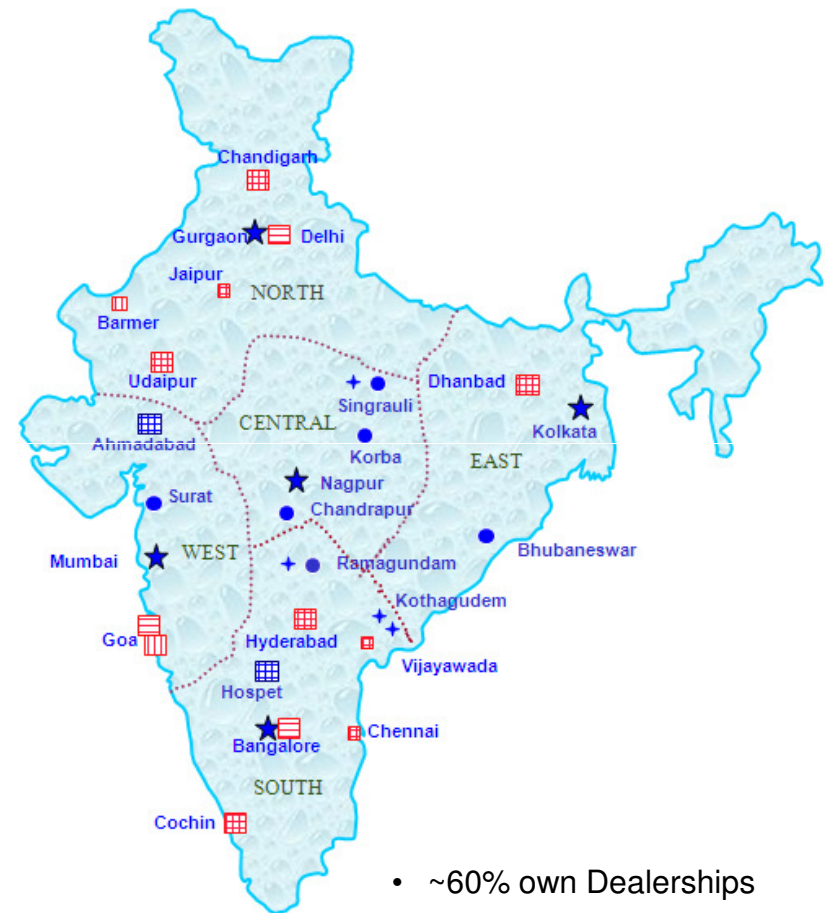 Chandigarh
Gurgaon
Delhi
Jaipur
NORTH
Barmer
Udaipur
Dhanbad
Singrauli
CENTRAL
Kolkata
Ahmadabad
Korba
EAST
Nagpur
Surat
Chandrapur
Bhubaneswar
WEST
Mumbai
Ramagundam
Kothagudem
Goa
Hyderabad
Vijayawada
Hospet
Chennai
Bangalore
SOUTH
Cochin
• ~60% own Dealerships